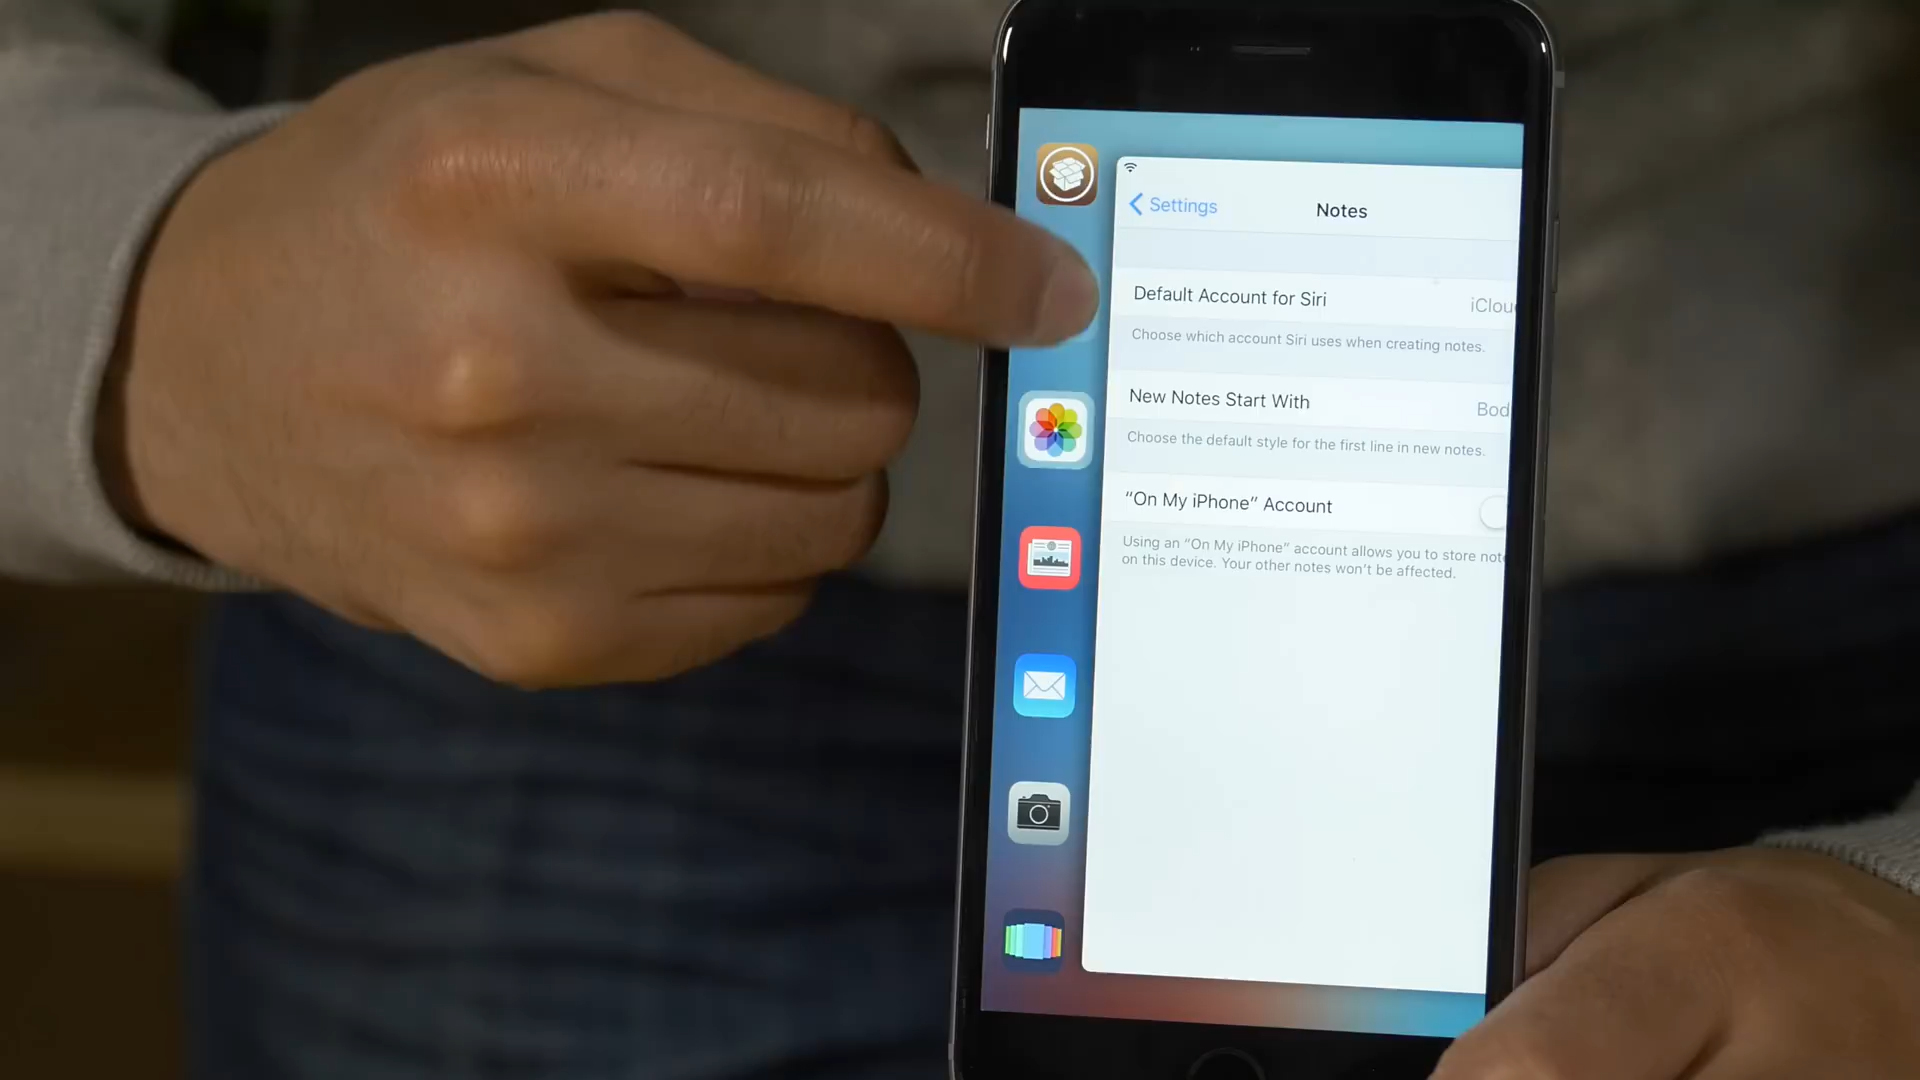 Settings
Notes
Default Account for Siri
iClou
Choose which account Siri uses when creating notes.
New Notes Start With
Bod
Choose the default style for the first line in new notes.
“On My iPhone” Account
Using an “On My iPhone” account allows you to store note
on this device. Your other notes won’t be affected.